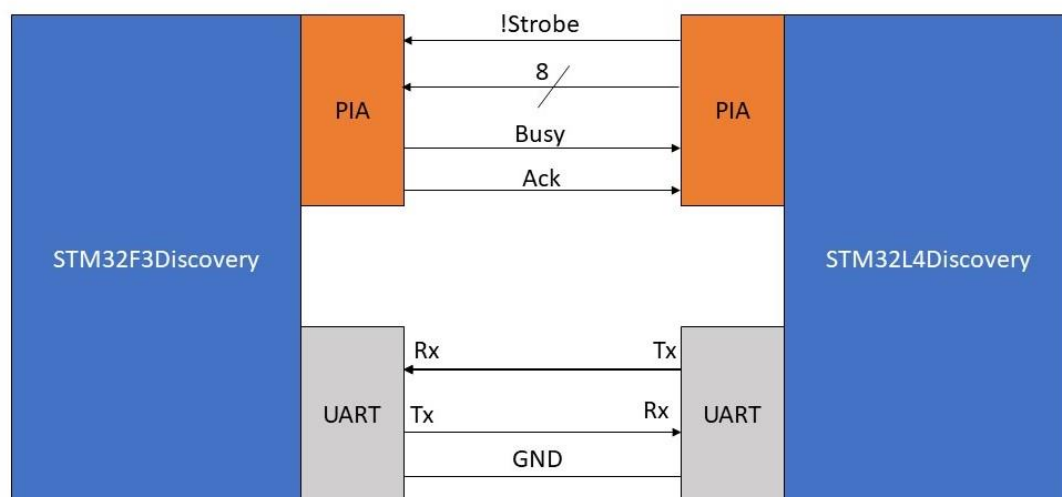 !Strobe
8
PIA
PIA
Busy
Ack
STM32F3Discovery
STM32L4Discovery
Rx
Tx
UART
UART
Tx
Rx
GND